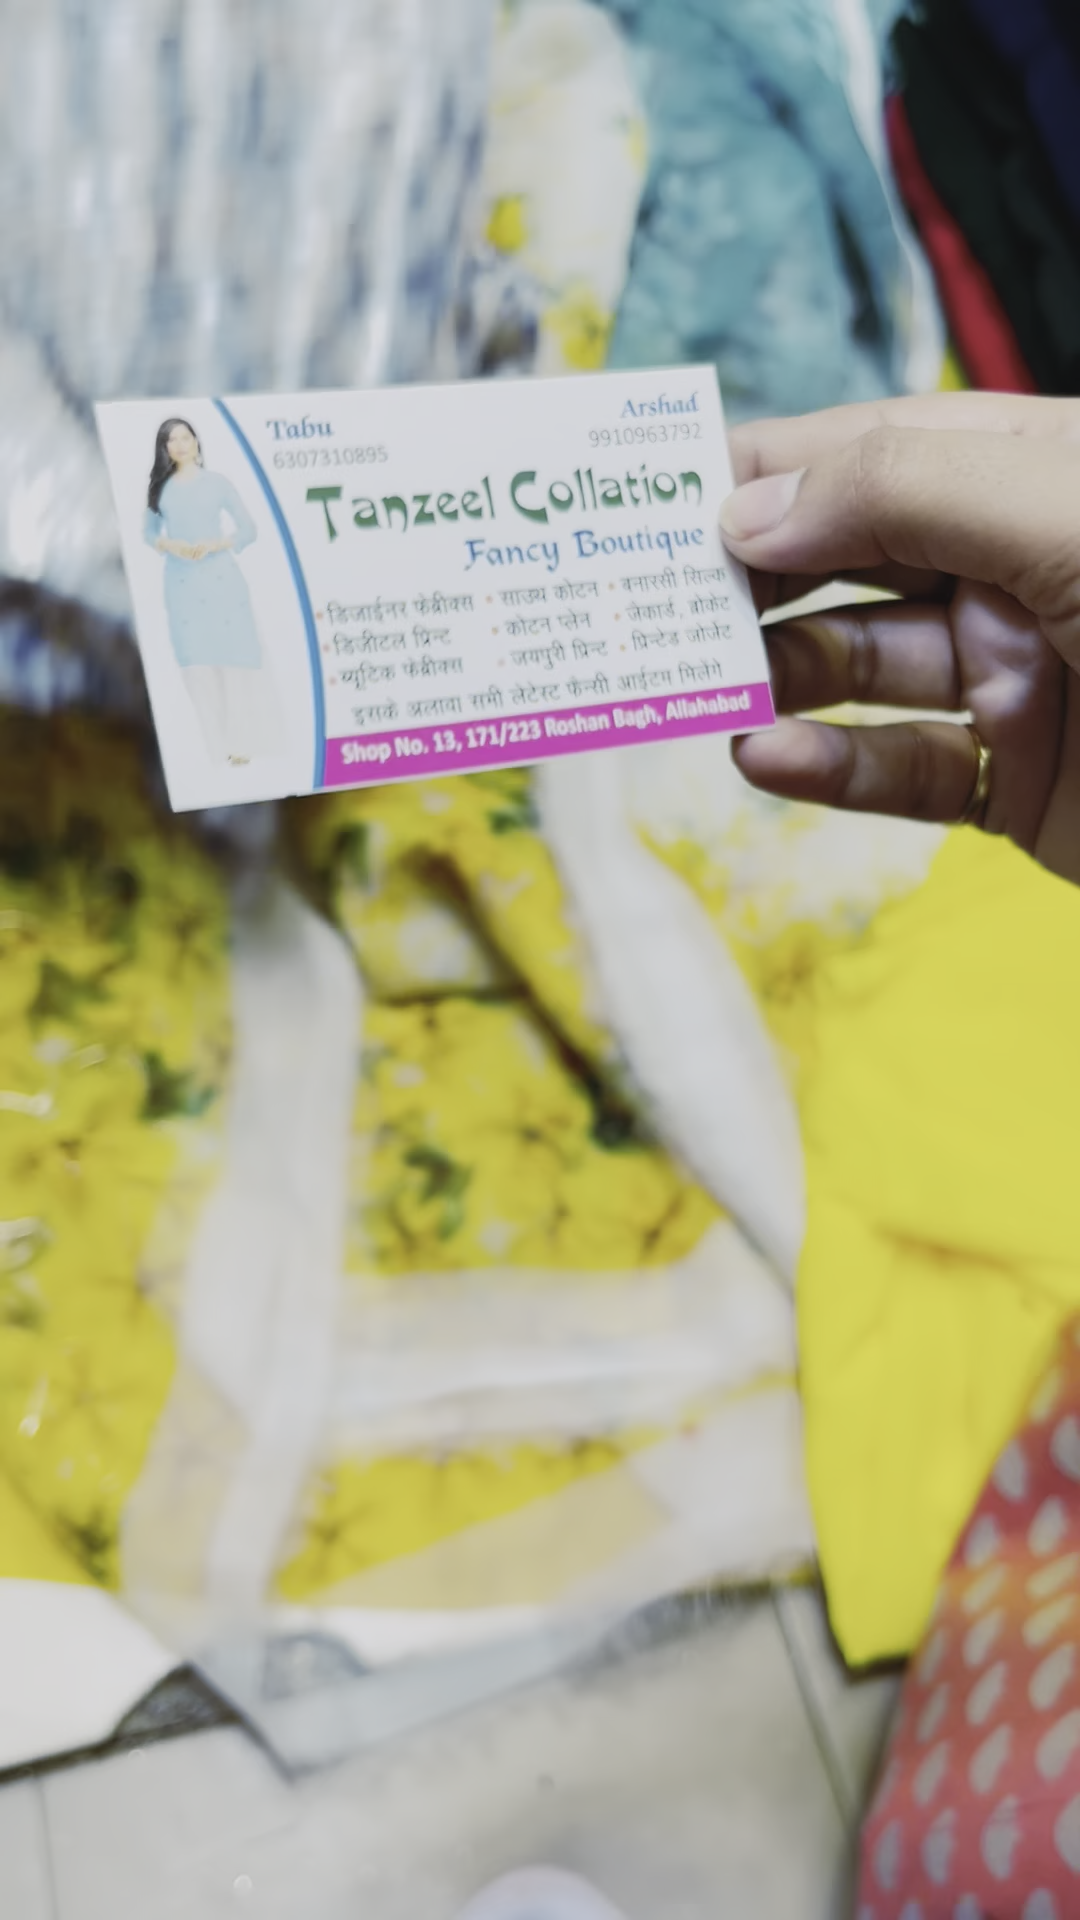 Tabu Arshad
6307310895 9910963792
Tanzeel Collation
Fancy Boutique
• डिजाईनर फेब्रीक्स • साउथ कोटन • बनारसी सिल्क
• डिजीटल प्रिन्ट • कोटन प्लेन • जेकार्ड, ब्रोकेट
• ब्यूटिक फेब्रीक्स • जयपुरी प्रिन्ट • प्रिन्टेड जोर्जट
इसके अलावा सभी लेटेस्ट फैन्सी आईटम मिलेंगे
Shop No. 13, 171/223 Roshan Bagh, Allahabad